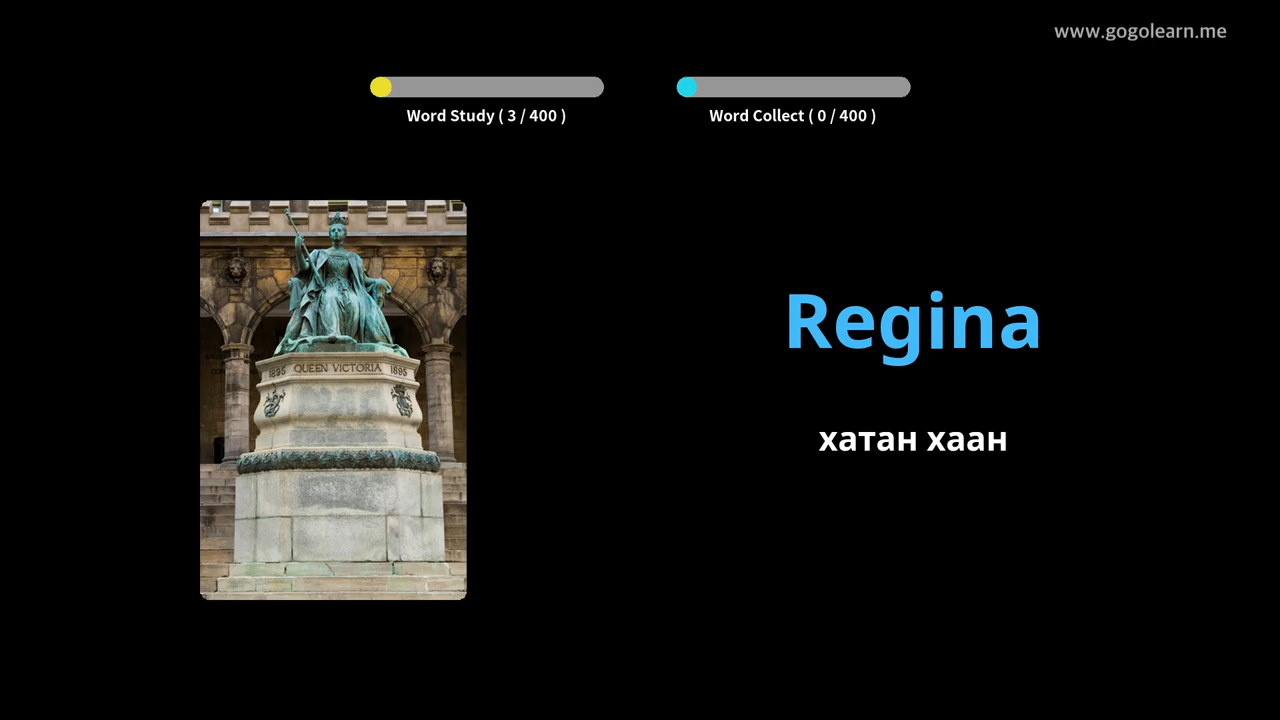 www.gogolearn.me
Word Study ( 3 / 400 )
Word Collect ( 0 / 400 )
1895 QUEEN VICTORIA 1895
Regina
хатан хаан